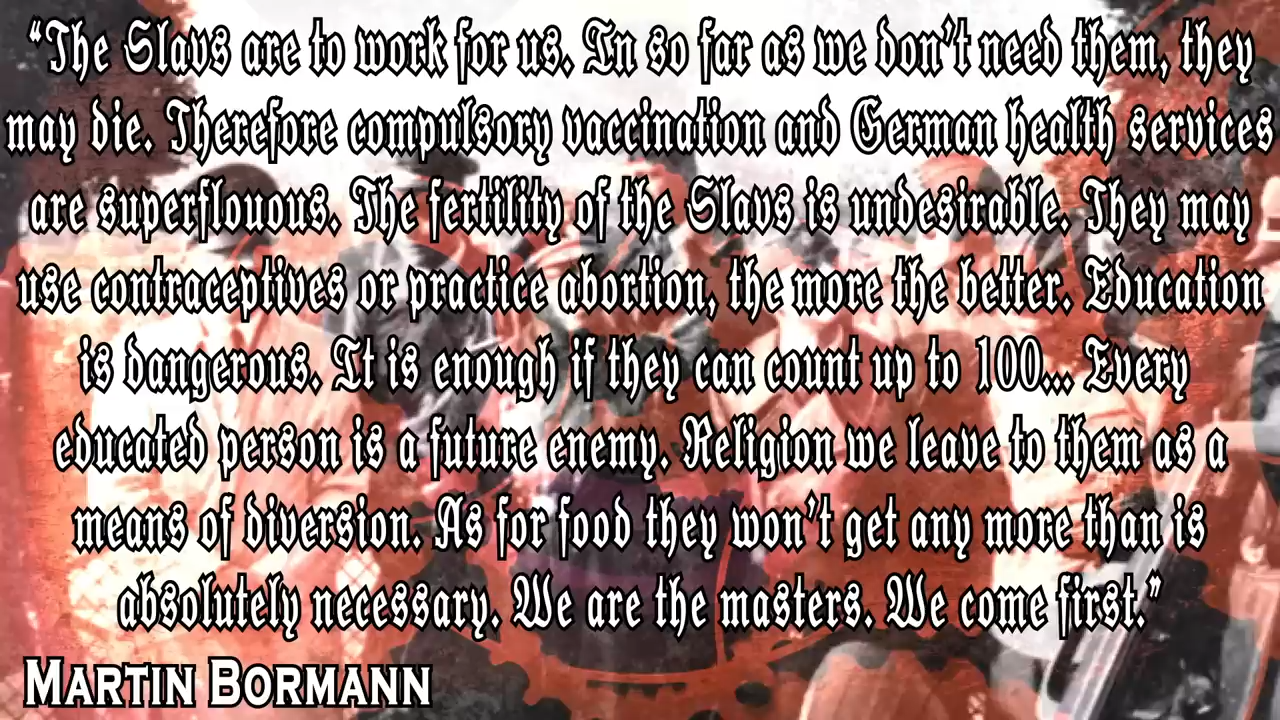 “The Slavs are to work for us. In so far as we don’t need them, they
may die. Therefore compulsory vaccination and German health services
are superflouous. The fertility of the Slavs is undesirable. They may
use contraceptives or practice abortion, the more the better. Education
is dangerous. It is enough if they can count up to 100... Every
educated person is a future enemy. Religion we leave to them as a
means of diversion. As for food they won’t get any more than is
absolutely necessary. We are the masters. We come first.”
Martin Bormann